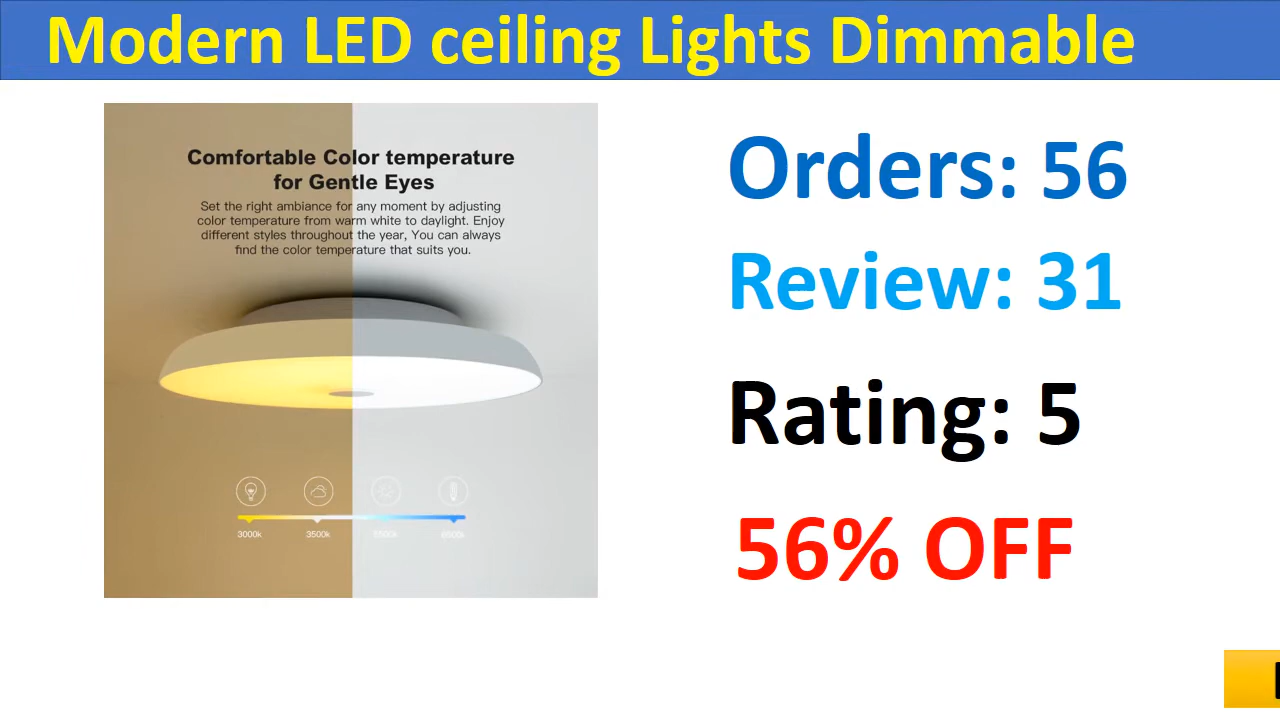 Modern LED ceiling Lights Dimmable
Comfortable Color temperature
for Gentle Eyes
Set the right ambiance for any moment by adjusting
color temperature from warm white to daylight. Enjoy
different styles throughout the year, You can always
find the color temperature that suits you.
3000k
3500k
Orders: 56
Review: 31
Rating: 5
56% OFF